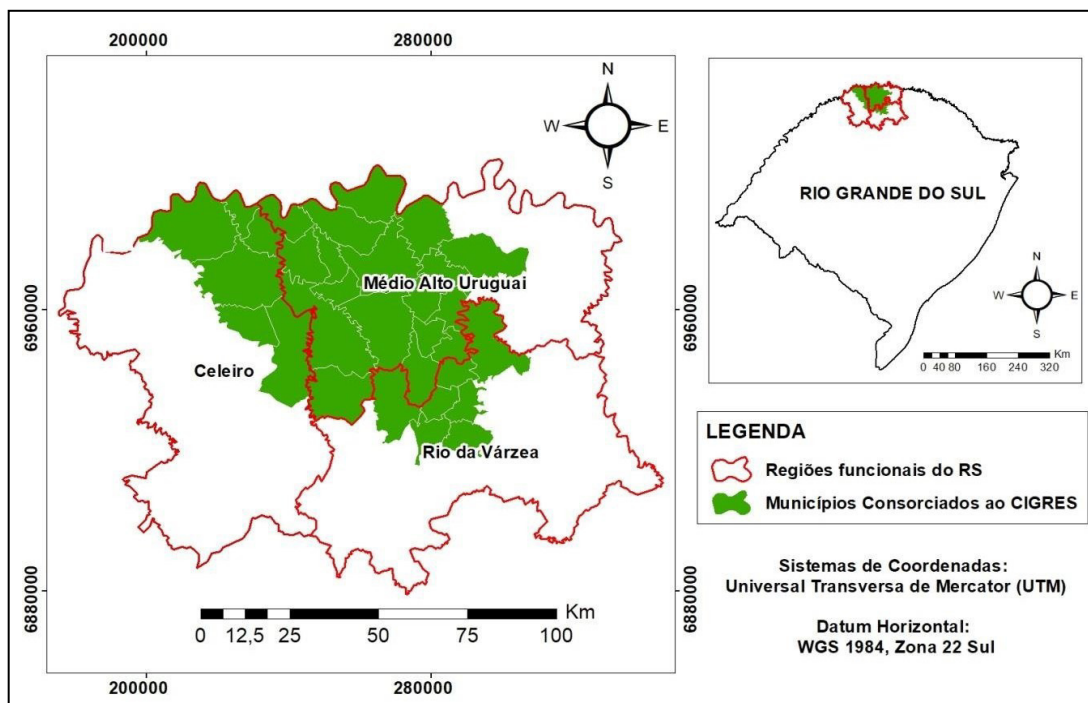 200000
280000
N
W
E
S
Médio Alto Uruguai
Celeiro
Rio da Várzea
6960000
6960000
6880000
6880000
Km
0
12,5
25
50
75
100
200000
280000
RIO GRANDE DO SUL
N
W
E
S
Km
0 40 80 160 240 320
LEGENDA
Regiões funcionais do RS
Municípios Consorciados ao CIGRES
Sistemas de Coordenadas:
Universal Transversa de Mercator (UTM)
Datum Horizontal:
WGS 1984, Zona 22 Sul